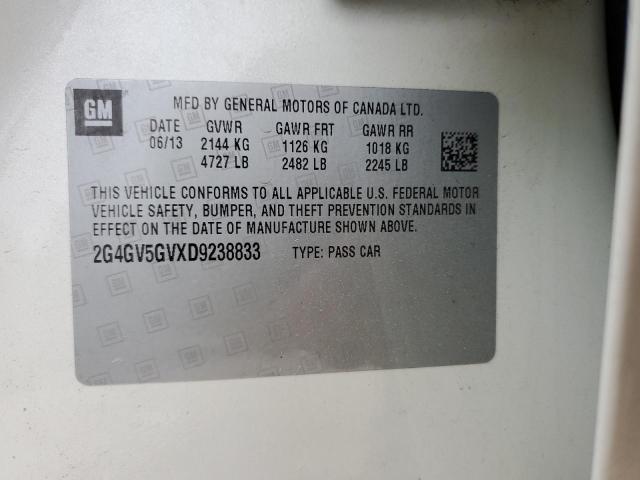 GM
MFD BY GENERAL MOTORS OF CANADA LTD.
DATE GVWR GAWR FRT GAWR RR
06/13 2144 KG 1126 KG 1018 KG
4727 LB 2482 LB 2245 LB
THIS VEHICLE CONFORMS TO ALL APPLICABLE U.S. FEDERAL MOTOR
VEHICLE SAFETY, BUMPER, AND THEFT PREVENTION STANDARDS IN
EFFECT ON THE DATE OF MANUFACTURE SHOWN ABOVE.
2G4GV5GVXD9238833 TYPE: PASS CAR